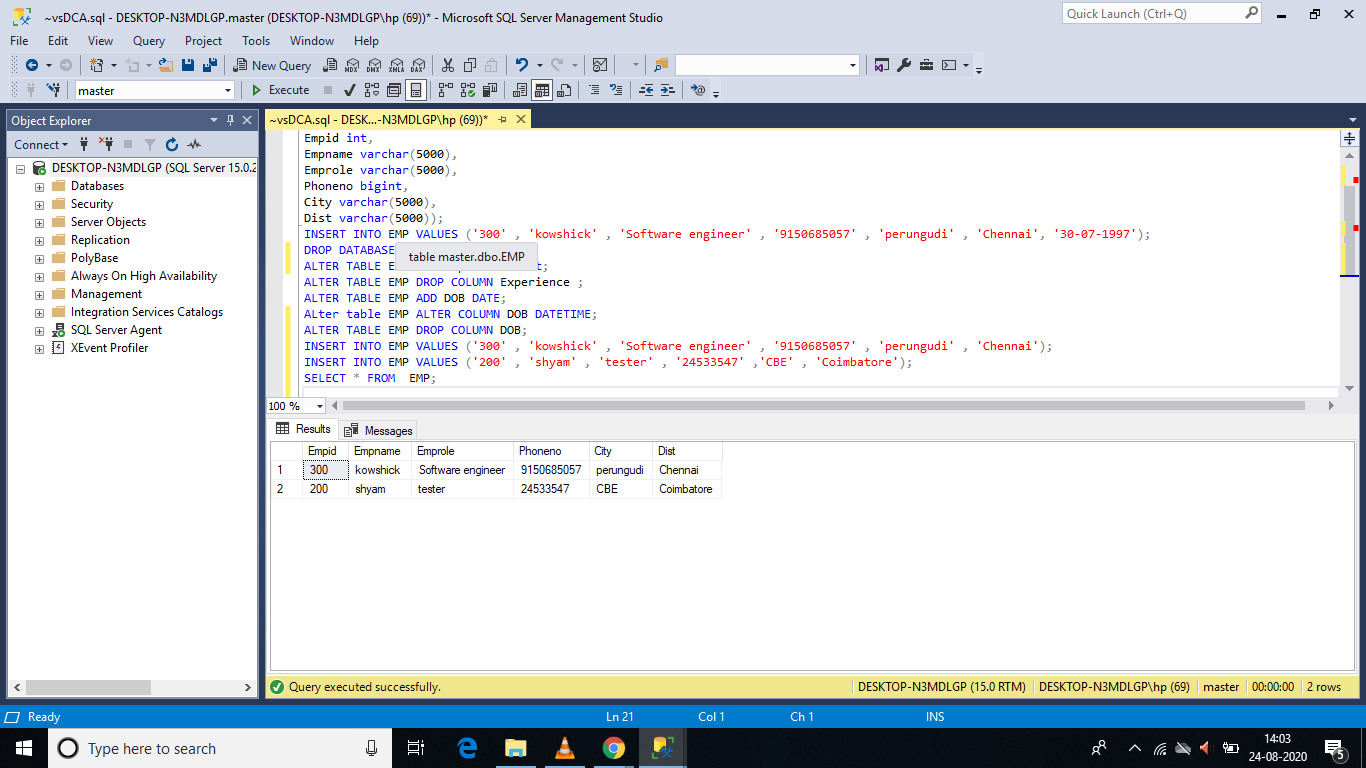 ~vsDCA.sql - DESKTOP-N3MDLGP.master (DESKTOP-N3MDLGP\hp (69))* - Microsoft SQL Server Management Studio
Quick Launch (Ctrl+Q)
File Edit View Query Project Tools Window Help
New Query MDX DMX XMLA DAX
master Execute
Object Explorer
~vsDCA.sql - DESK...-N3MDLGP\hp (69))*
Connect
DESKTOP-N3MDLGP (SQL Server 15.0.2
Databases
Security
Server Objects
Replication
PolyBase
Always On High Availability
Management
Integration Services Catalogs
SQL Server Agent
XEvent Profiler
Empid int,
Empname varchar(5000),
Emprole varchar(5000),
Phoneno bigint,
City varchar(5000),
Dist varchar(5000));
INSERT INTO EMP VALUES ('300' , 'kowshick' , 'Software engineer' , '9150685057' , 'perungudi' , 'Chennai', '30-07-1997');
DROP DATABASE
table master.dbo.EMP
ALTER TABLE E t;
ALTER TABLE EMP DROP COLUMN Experience ;
ALTER TABLE EMP ADD DOB DATE;
ALter table EMP ALTER COLUMN DOB DATETIME;
ALTER TABLE EMP DROP COLUMN DOB;
INSERT INTO EMP VALUES ('300' , 'kowshick' , 'Software engineer' , '9150685057' , 'perungudi' , 'Chennai');
INSERT INTO EMP VALUES ('200' , 'shyam' , 'tester' , '24533547' ,'CBE' , 'Coimbatore');
SELECT * FROM  EMP;
100 %
Results Messages
Empid Empname Emprole Phoneno City Dist
1 300 kowshick Software engineer 9150685057 perungudi Chennai
2 200 shyam tester 24533547 CBE Coimbatore
Query executed successfully. DESKTOP-N3MDLGP (15.0 RTM) DESKTOP-N3MDLGP\hp (69) master 00:00:00 2 rows
Ready Ln 21 Col 1 Ch 1 INS
Type here to search
14:03
24-08-2020
5